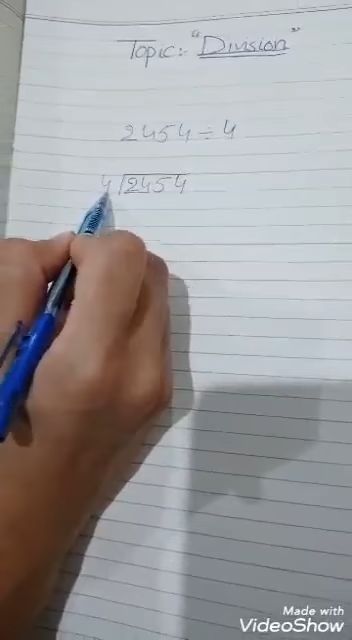 Topic:- "Division"
2454 ÷ 4
4 2454
Made with
VideoShow